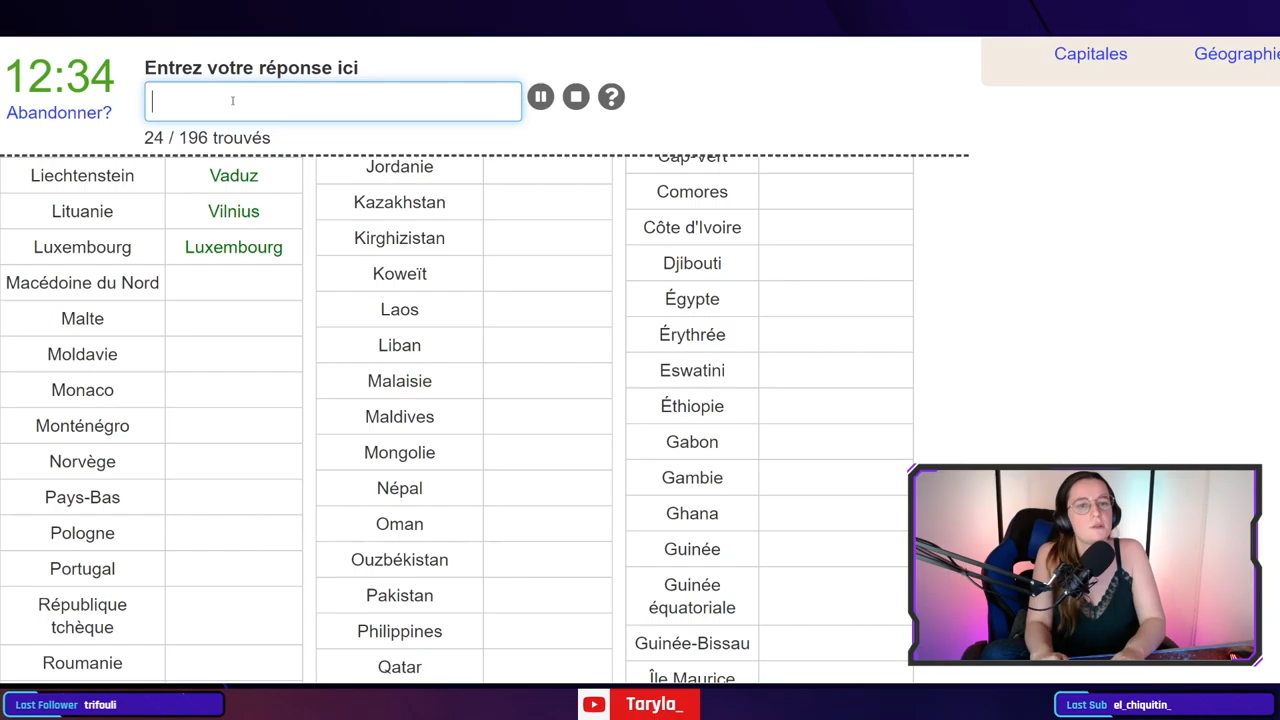 12:34
Abandonner?
Entrez votre réponse ici
24 / 196 trouvés
Capitales
Géographie
Liechtenstein Vaduz
Lituanie Vilnius
Luxembourg Luxembourg
Macédoine du Nord
Malte
Moldavie
Monaco
Monténégro
Norvège
Pays-Bas
Pologne
Portugal
République
tchèque
Roumanie
Jordanie
Kazakhstan
Kirghizistan
Koweït
Laos
Liban
Malaisie
Maldives
Mongolie
Népal
Oman
Ouzbékistan
Pakistan
Philippines
Qatar
Cap-vert
Comores
Côte d'Ivoire
Djibouti
Égypte
Érythrée
Eswatini
Éthiopie
Gabon
Gambie
Ghana
Guinée
Guinée
équatoriale
Guinée-Bissau
Île Maurice
Last Follower trifouli
Taryla_
Last Sub el_chiquitin_